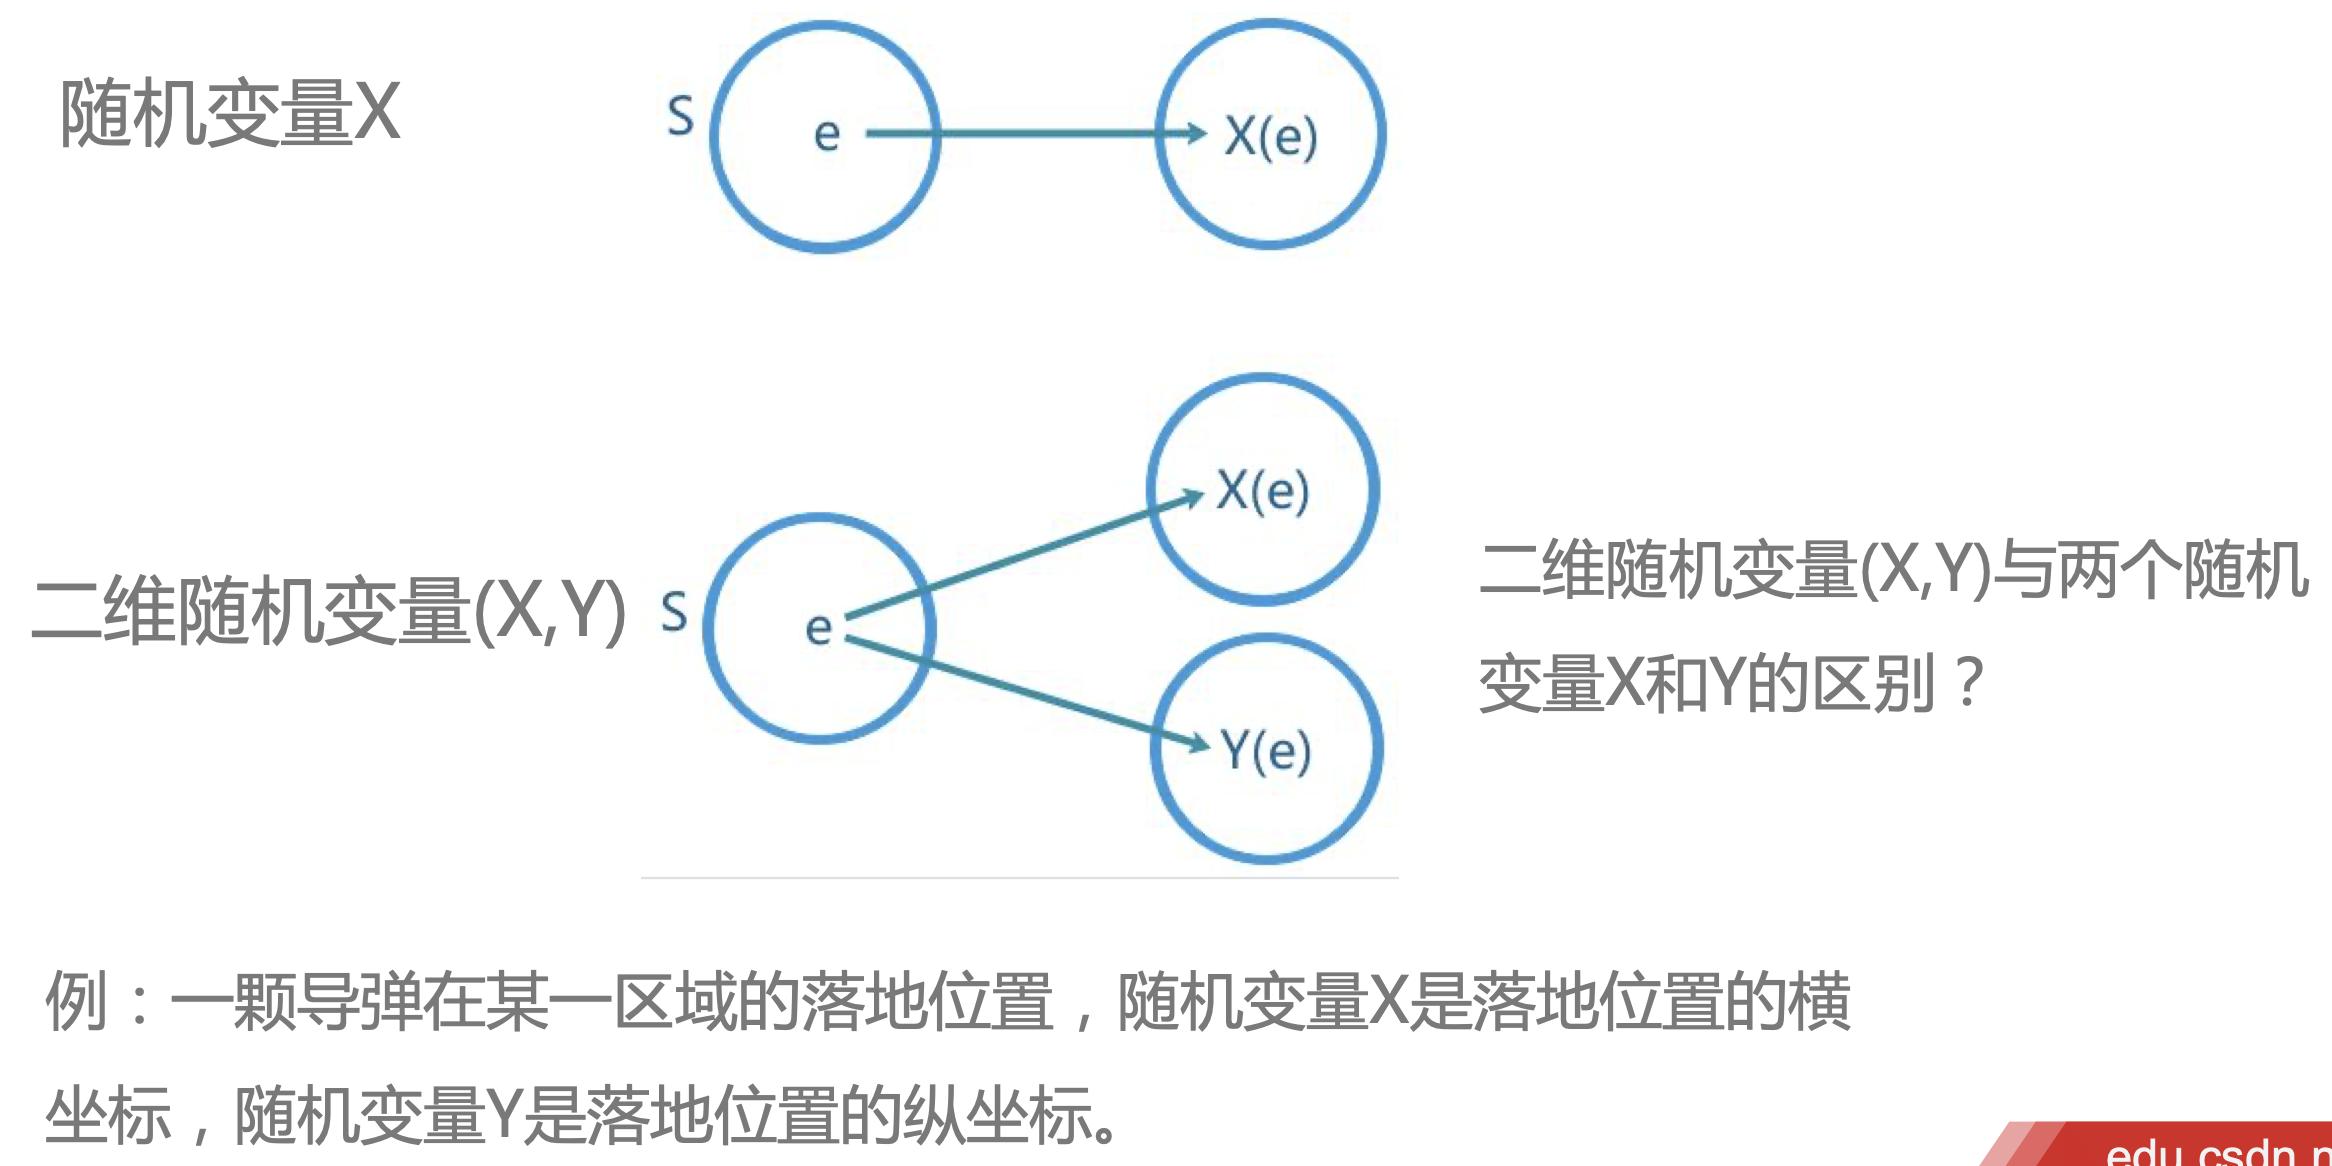 随机变量X
S
e
X(e)
二维随机变量(X,Y)
S
e
X(e)
Y(e)
二维随机变量(X,Y)与两个随机
变量X和Y的区别？
例：一颗导弹在某一区域的落地位置，随机变量X是落地位置的横
坐标，随机变量Y是落地位置的纵坐标。
edu.csdn.n